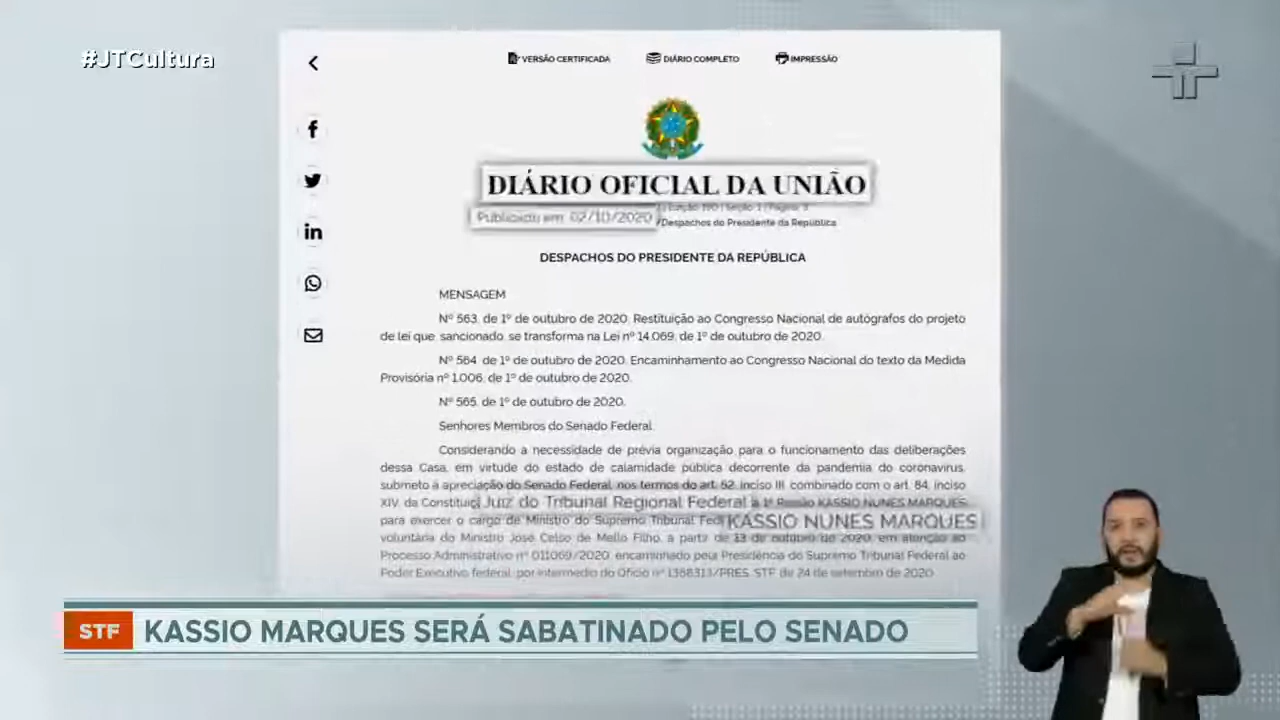 #JTCultura
VERSÃO CERTIFICADA
DIÁRIO COMPLETO
IMPRESSÃO
DIÁRIO OFICIAL DA UNIÃO
Publicado em: 02/10/2020 | Edição 190 | Seção 1 | Página 3
/Despachos do Presidente da República
DESPACHOS DO PRESIDENTE DA REPÚBLICA
MENSAGEM
Nº 563, de 1º de outubro de 2020. Restituição ao Congresso Nacional de autógrafos do projeto
de lei que, sancionado, se transforma na Lei nº 14.069, de 1º de outubro de 2020.
Nº 564, de 1º de outubro de 2020. Encaminhamento ao Congresso Nacional do texto da Medida
Provisória nº 1.006, de 1º de outubro de 2020.
Nº 565, de 1º de outubro de 2020.
Senhores Membros do Senado Federal,
Considerando a necessidade de prévia organização para o funcionamento das deliberações
dessa Casa, em virtude do estado de calamidade pública decorrente da pandemia do coronavírus,
submeto à apreciação do Senado Federal, nos termos do art. 52, inciso III, combinado com o art. 84, inciso
XIV, da Constituiç Juiz do Tribunal Regional Federal a 1ª Região KASSIO NUNES MARQUES
para exercer o cargo de Ministro do Supremo Tribunal Fed KASSIO NUNES MARQUES
voluntária do Ministro José Celso de Mello Filho, a partir de 13 de outubro de 2020, em atenção ao
Processo Administrativo nº 011069/2020, encaminhado pela Presidência do Supremo Tribunal Federal ao
Poder Executivo federal, por intermédio do Ofício nº 1368313/PRES, STF de 24 de setembro de 2020.
STF KASSIO MARQUES SERÁ SABATINADO PELO SENADO